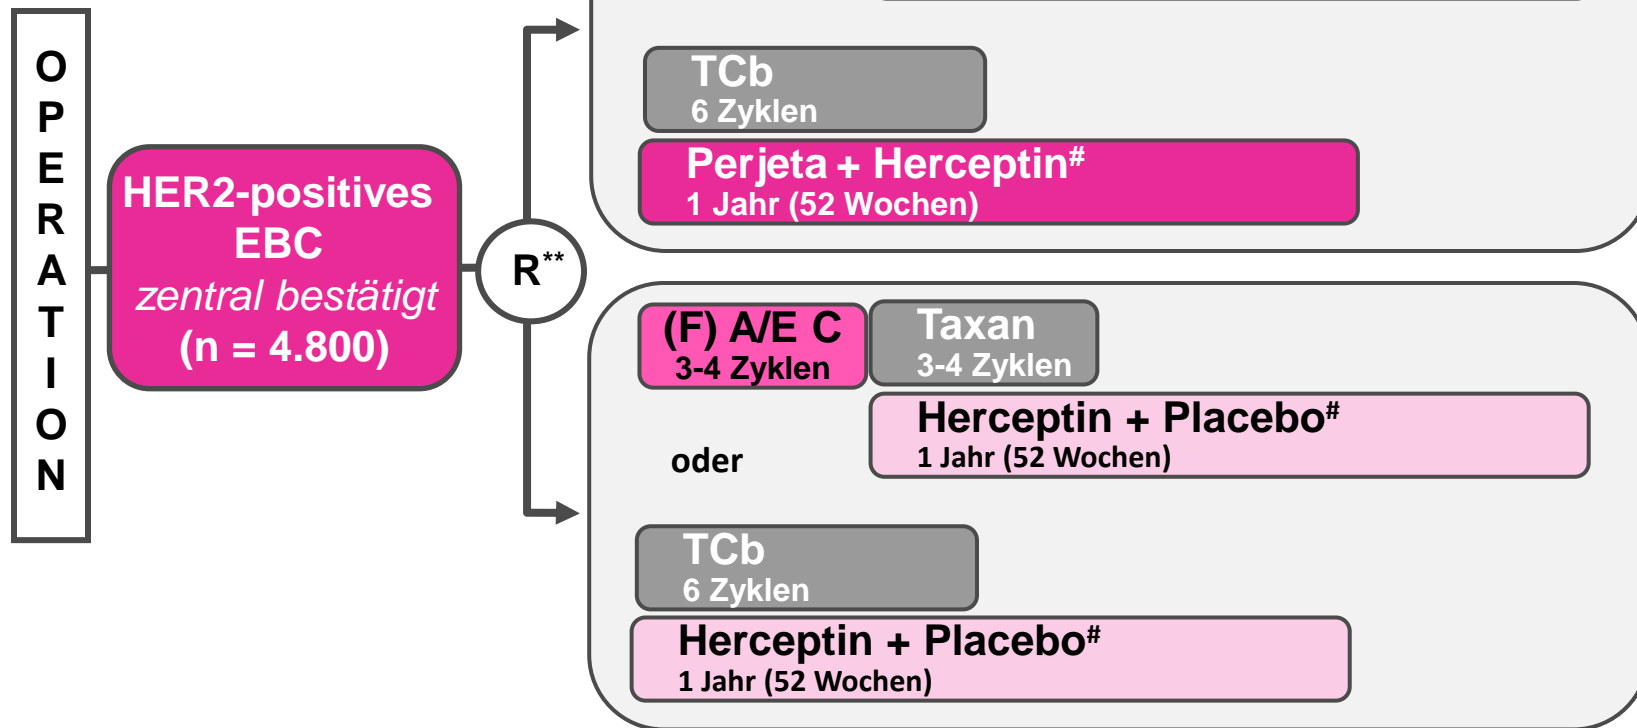 OPERATION
HER2-positives
EBC
zentral bestätigt
(n = 4.800)
R**
TCb
6 Zyklen
Perjeta + Herceptin#
1 Jahr (52 Wochen)
(F) A/E C
3-4 Zyklen
Taxan
3-4 Zyklen
Herceptin + Placebo#
1 Jahr (52 Wochen)
oder
TCb
6 Zyklen
Herceptin + Placebo#
1 Jahr (52 Wochen)